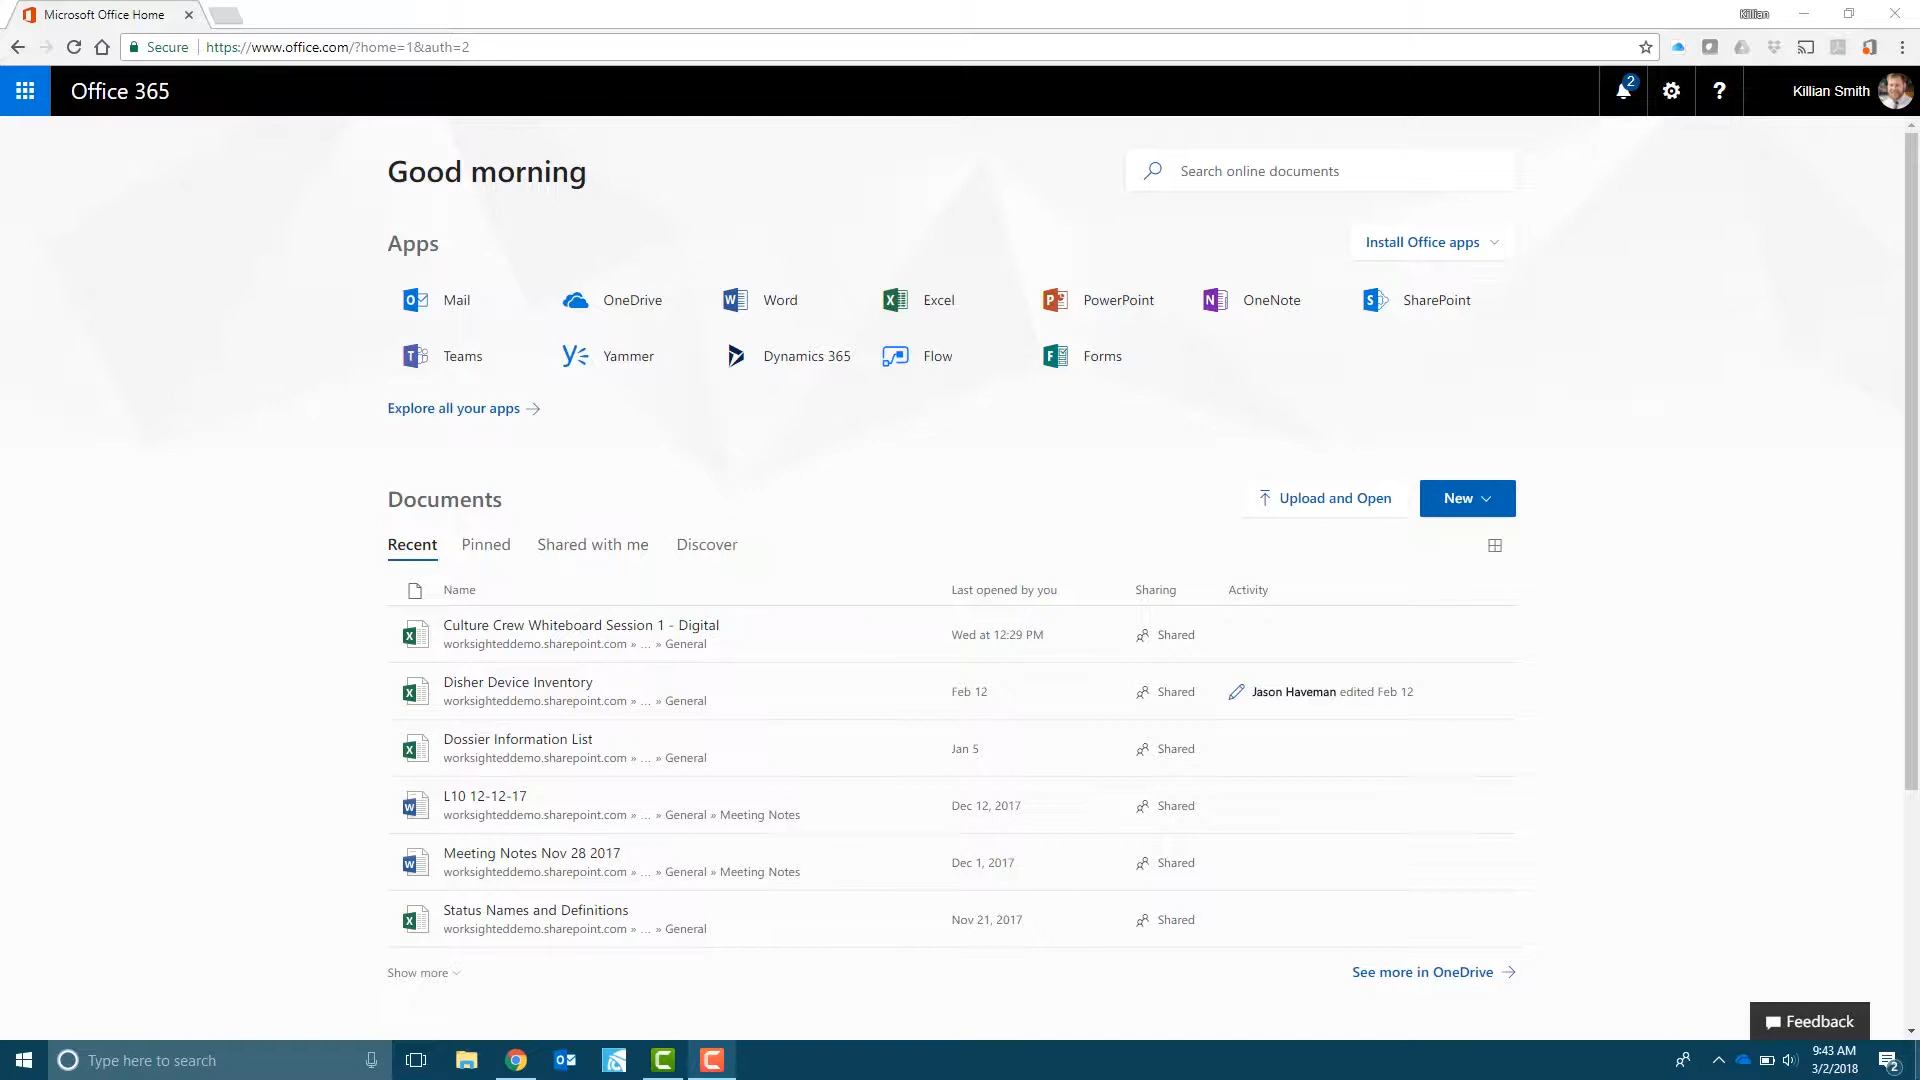 Microsoft Office Home
Killian
Secure https://www.office.com/?home=1&auth=2
Office 365
2
?
Killian Smith
Good morning
Search online documents
Apps
Install Office apps
Mail
OneDrive
Word
Excel
PowerPoint
OneNote
SharePoint
Teams
Yammer
Dynamics 365
Flow
Forms
Explore all your apps
Documents
Upload and Open
New
Recent Pinned Shared with me Discover
Name Last opened by you Sharing Activity
Culture Crew Whiteboard Session 1 - Digital
worksighteddemo.sharepoint.com » ... » General
Wed at 12:29 PM
Shared
Disher Device Inventory
worksighteddemo.sharepoint.com » ... » General
Feb 12
Shared
Jason Haveman edited Feb 12
Dossier Information List
worksighteddemo.sharepoint.com » ... » General
Jan 5
Shared
L10 12-12-17
worksighteddemo.sharepoint.com » ... » General » Meeting Notes
Dec 12, 2017
Shared
Meeting Notes Nov 28 2017
worksighteddemo.sharepoint.com » ... » General » Meeting Notes
Dec 1, 2017
Shared
Status Names and Definitions
worksighteddemo.sharepoint.com » ... » General
Nov 21, 2017
Shared
Show more
See more in OneDrive
Feedback
Type here to search
9:43 AM
3/2/2018
2